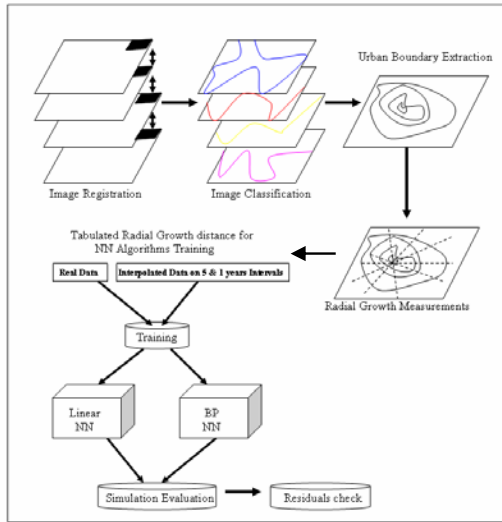 Urban Boundary Extraction
Image Registration
Image Classification
Tabulated Radial Growth distance for
NN Algorithms Training
Real Data
Interpolated Data on 5 & 1 years Intervals
Radial Growth Measurements
Training
Linear
NN
BP
NN
Simulation Evaluation
Residuals check